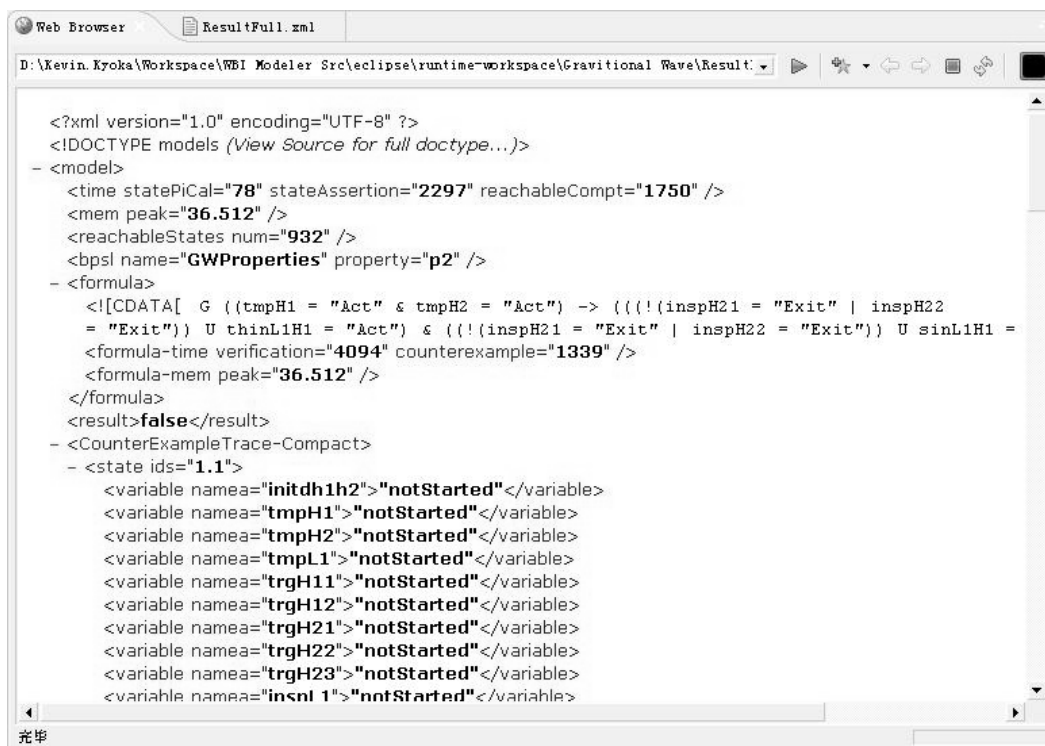 Web Browser ResultFull.xml
D:\Kevin.Kyoka\Workspace\WBI Modeler Src\eclipse\runtime-workspace\Gravitional Wave\Result
<?xml version="1.0" encoding="UTF-8" ?>
<!DOCTYPE models (View Source for full doctype...)>
– <model>
<time statePiCal="78" stateAssertion="2297" reachableCompt="1750" />
<mem peak="36.512" />
<reachableStates num="932" />
<bpsl name="GWProperties" property="p2" />
– <formula>
<![CDATA[ G ((tmpH1 = "Act" & tmpH2 = "Act") -> (((!(inspH21 = "Exit" | inspH22
= "Exit")) U thinL1H1 = "Act") & ((!(inspH21 = "Exit" | inspH22 = "Exit")) U sinL1H1 =
<formula-time verification="4094" counterexample="1339" />
<formula-mem peak="36.512" />
</formula>
<result>false</result>
– <CounterExampleTrace-Compact>
– <state ids="1.1">
<variable namea="initdh1h2">"notStarted"</variable>
<variable namea="tmpH1">"notStarted"</variable>
<variable namea="tmpH2">"notStarted"</variable>
<variable namea="tmpL1">"notStarted"</variable>
<variable namea="trgH11">"notStarted"</variable>
<variable namea="trgH12">"notStarted"</variable>
<variable namea="trgH21">"notStarted"</variable>
<variable namea="trgH22">"notStarted"</variable>
<variable namea="trgH23">"notStarted"</variable>
<variable namea="inspL1">"notStarted"</variable>
完毕